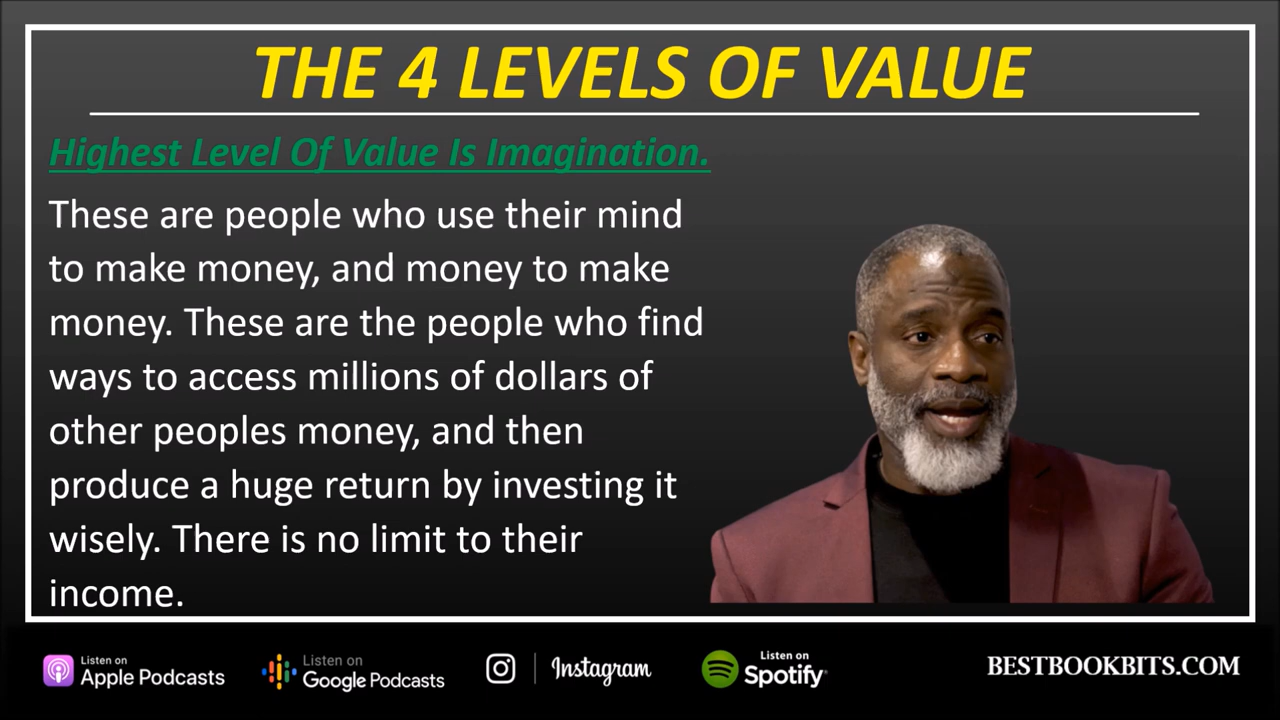 THE 4 LEVELS OF VALUE
Highest Level Of Value Is Imagination.
These are people who use their mind
to make money, and money to make
money. These are the people who find
ways to access millions of dollars of
other peoples money, and then
produce a huge return by investing it
wisely. There is no limit to their
income.
Listen on
Apple Podcasts
Listen on
Google Podcasts
Instagram
Listen on
Spotify
BESTBOOKBITS.COM